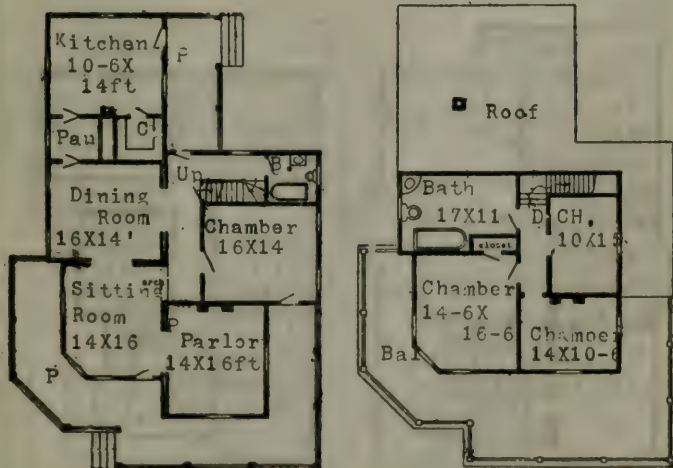 Kitchen
10-6X
14ft
P
Pau
C
Up
B
Dining
Room
16X14'
Chamber
16X14
Sitting
Room
14X16
Parlor
14X16ft
P
P
Roof
Bath
17X11
D
CH.
10X15
closet
Chamber
14-6X
16-6
Chamber
14X10-6
Bal